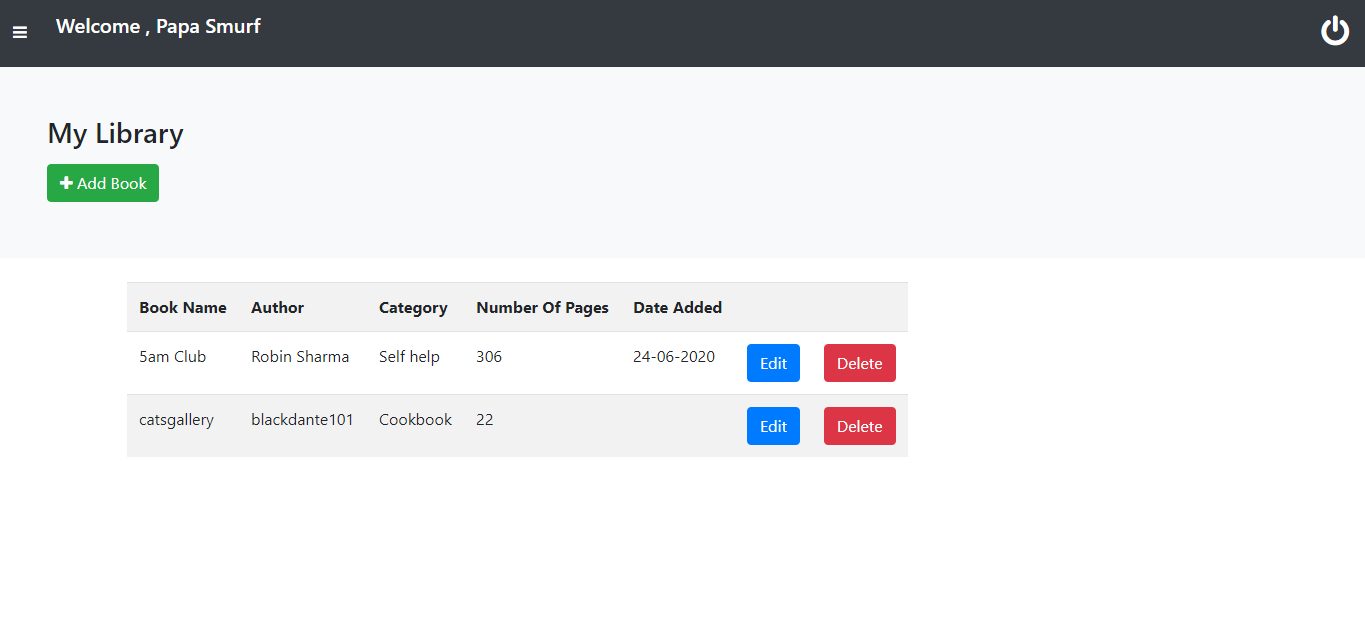 Welcome , Papa Smurf
My Library
Add Book
Book Name Author Category Number Of Pages Date Added
5am Club Robin Sharma Self help 306 24-06-2020 Edit Delete
catsgallery blackdante101 Cookbook 22 Edit Delete